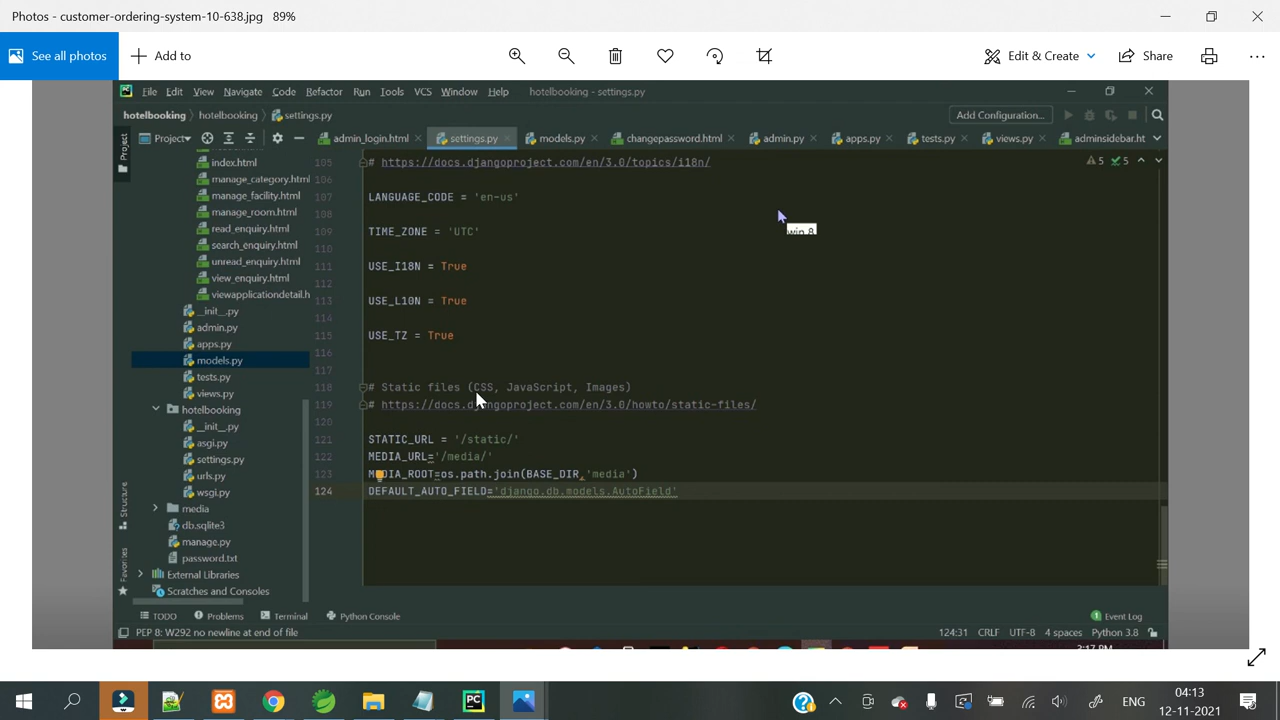 Photos - customer-ordering-system-10-638.jpg 89%
See all photos
Add to
Edit & Create
Share
File Edit View Navigate Code Refactor Run Tools VCS Window Help hotelbooking - settings.py
hotelbooking hotelbooking settings.py
Add Configuration...
Project
Project
admin_login.html settings.py models.py changepassword.html admin.py apps.py tests.py views.py adminsidebar.ht
index.html
manage_category.html
manage_facility.html
manage_room.html
read_enquiry.html
search_enquiry.html
unread_enquiry.html
view_enquiry.html
viewapplicationdetail.h
__init__.py
admin.py
apps.py
models.py
tests.py
views.py
hotelbooking
__init__.py
asgi.py
settings.py
urls.py
wsgi.py
media
db.sqlite3
manage.py
password.txt
External Libraries
Scratches and Consoles
Structure
Favorites
5 5
105 # https://docs.djangoproject.com/en/3.0/topics/i18n/
106
107 LANGUAGE_CODE = 'en-us'
108
109 TIME_ZONE = 'UTC'
110
111 USE_I18N = True
112
113 USE_L10N = True
114
115 USE_TZ = True
116
117
118 # Static files (CSS, JavaScript, Images)
119 # https://docs.djangoproject.com/en/3.0/howto/static-files/
120
121 STATIC_URL = '/static/'
122 MEDIA_URL='/media/'
123 MEDIA_ROOT=os.path.join(BASE_DIR,'media')
124 DEFAULT_AUTO_FIELD='django.db.models.AutoField'
win 8
TODO Problems Terminal Python Console
1 Event Log
PEP 8: W292 no newline at end of file
124:31 CRLF UTF-8 4 spaces Python 3.8
ENG
04:13
12-11-2021
3